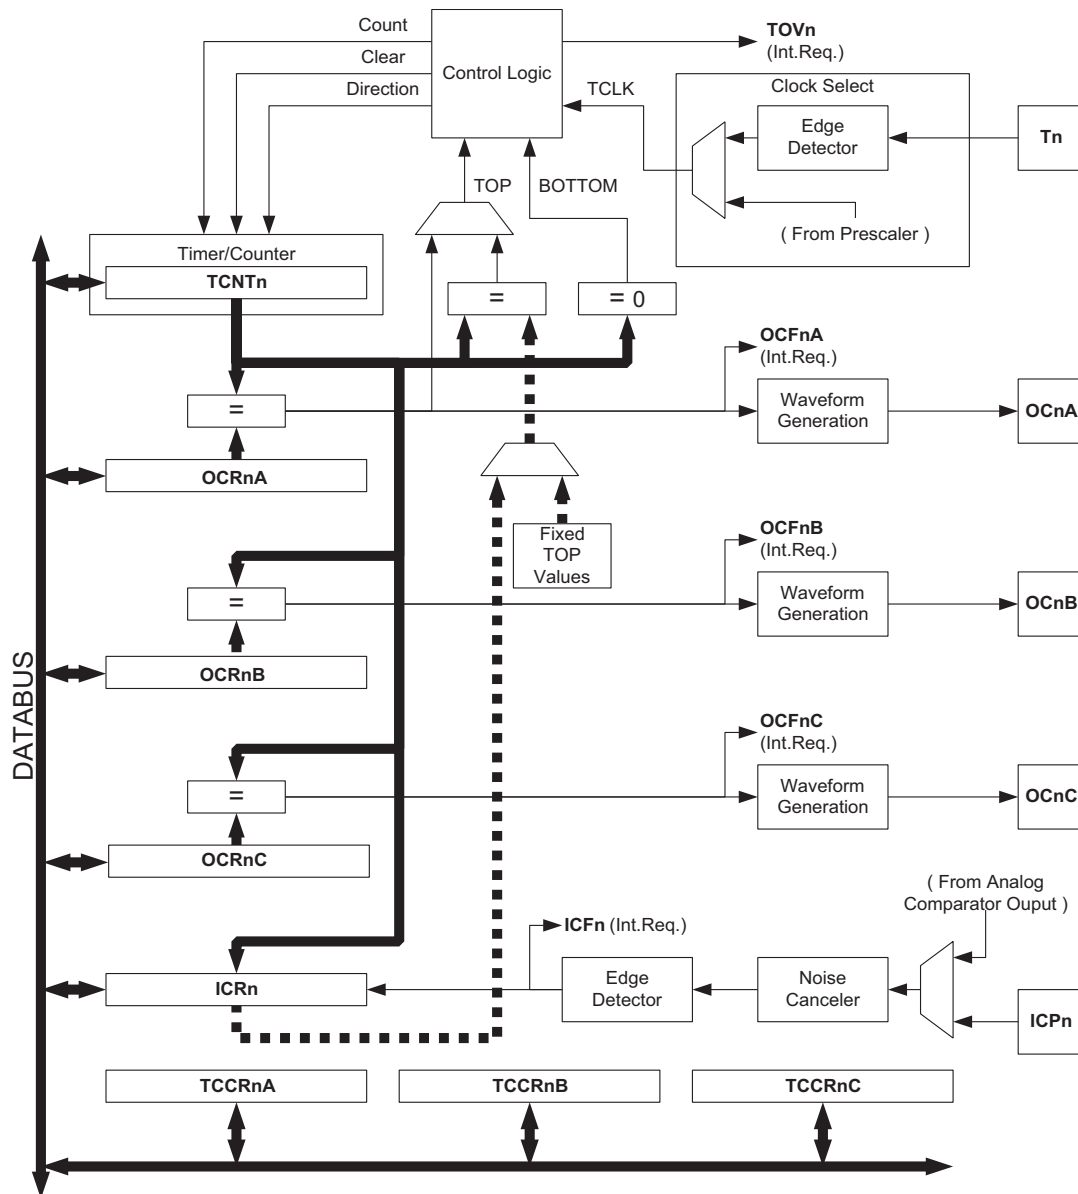 Count
Clear
Direction
Control Logic
TOVn
(Int.Req.)
TCLK
Clock Select
Edge
Detector
Tn
( From Prescaler )
TOP
BOTTOM
Timer/Counter
TCNTn
=
= 0
OCFnA
(Int.Req.)
=
Waveform
Generation
OCnA
OCRnA
Fixed
TOP
Values
OCFnB
(Int.Req.)
=
Waveform
Generation
OCnB
OCRnB
DATABUS
OCFnC
(Int.Req.)
=
Waveform
Generation
OCnC
OCRnC
( From Analog
Comparator Ouput )
ICFn (Int.Req.)
Edge
Detector
Noise
Canceler
ICRn
ICPn
TCCRnA
TCCRnB
TCCRnC